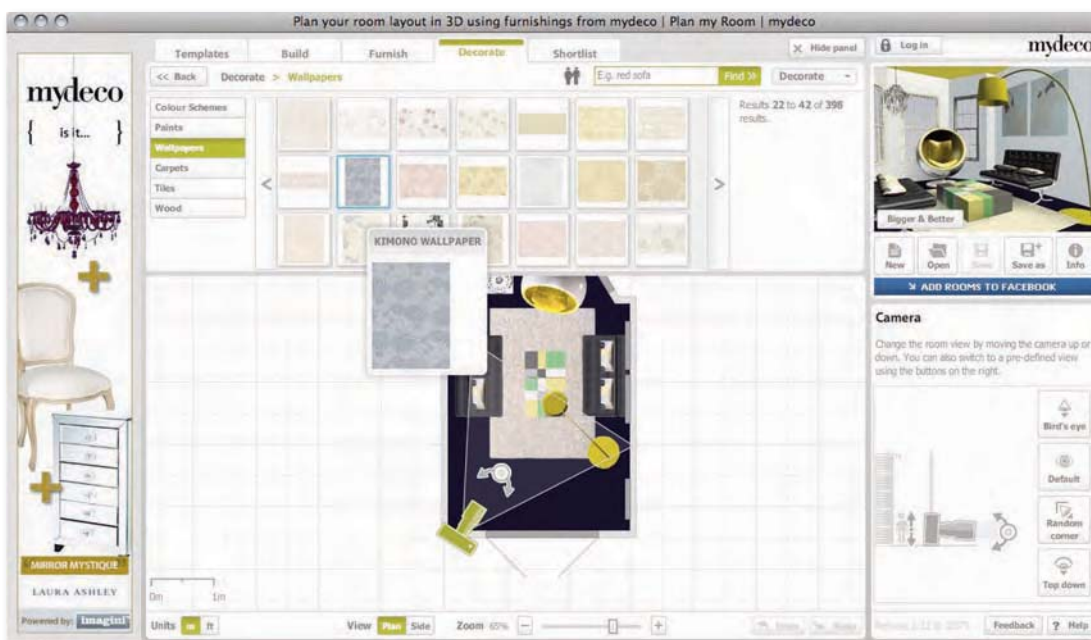 Plan your room layout in 3D using furnishings from mydeco | Plan my Room | mydeco
mydeco
{ is it... }
MIRROR MYSTIQUE
LAURA ASHLEY
Powered by: Imagini
Templates Build Furnish Decorate Shortlist
X Hide panel
<< Back Decorate > Wallpapers
E.g. red sofa Find >> Decorate
Colour Schemes
Paints
Wallpapers
Carpets
Tiles
Wood
< >
Results 22 to 42 of 398
results.
KIMONO WALLPAPER
0m 1m
Units m ft View Plan Side Zoom 65% − +
Log in mydeco
Bigger & Better
New Open Save Save as Info
ADD ROOMS TO FACEBOOK
Camera
Change the room view by moving the camera up or
down. You can also switch to a pre-defined view
using the buttons on the right.
Bird's eye
Default
Random
corner
Top down
Feedback ? Help